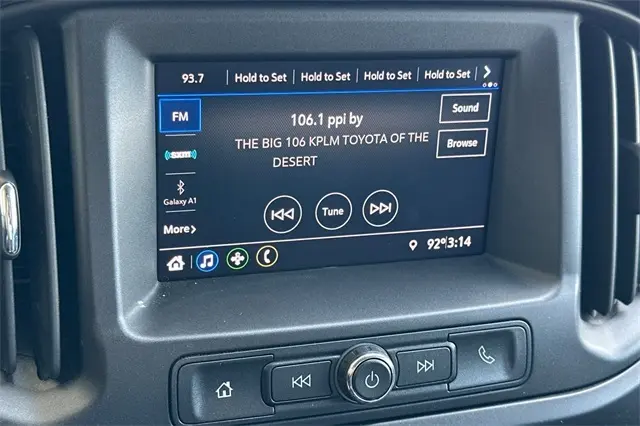 93.7 Hold to Set Hold to Set Hold to Set Hold to Set
FM
106.1 ppi by
Sound
THE BIG 106 KPLM TOYOTA OF THE
DESERT
Browse
Galaxy A1
Tune
More
92° 3:14